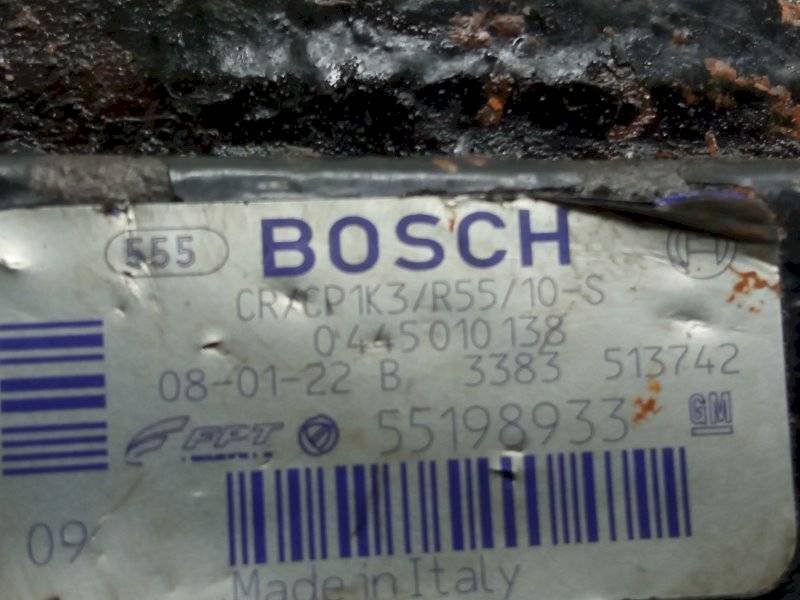 555 BOSCH
CR/CP1K3/R55/10-S
0 445 010 138
08-01-22 B 3383 513742
FPT 55198933 GM
09
Made in Italy